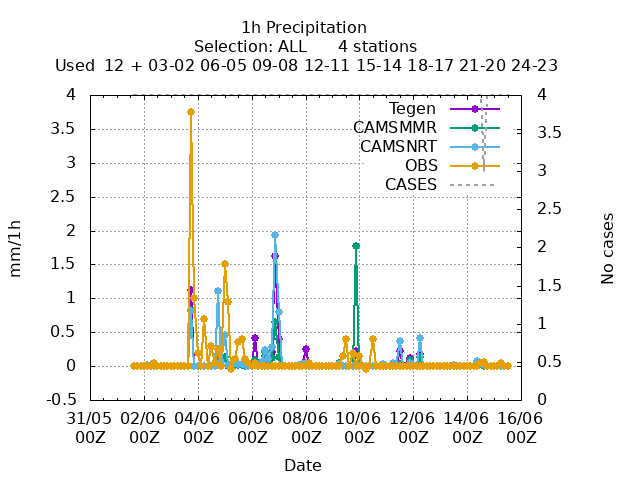 1h Precipitation
Selection: ALL 4 stations
Used 12 + 03-02 06-05 09-08 12-11 15-14 18-17 21-20 24-23
4
3.5
3
2.5
2
1.5
1
0.5
0
-0.5
mm/1h
4
3.5
3
2.5
2
1.5
1
0.5
0
No cases
Tegen
CAMSMMR
CAMSNRT
OBS
CASES
31/05 02/06 04/06 06/06 08/06 10/06 12/06 14/06 16/06
00Z 00Z 00Z 00Z 00Z 00Z 00Z 00Z 00Z
Date